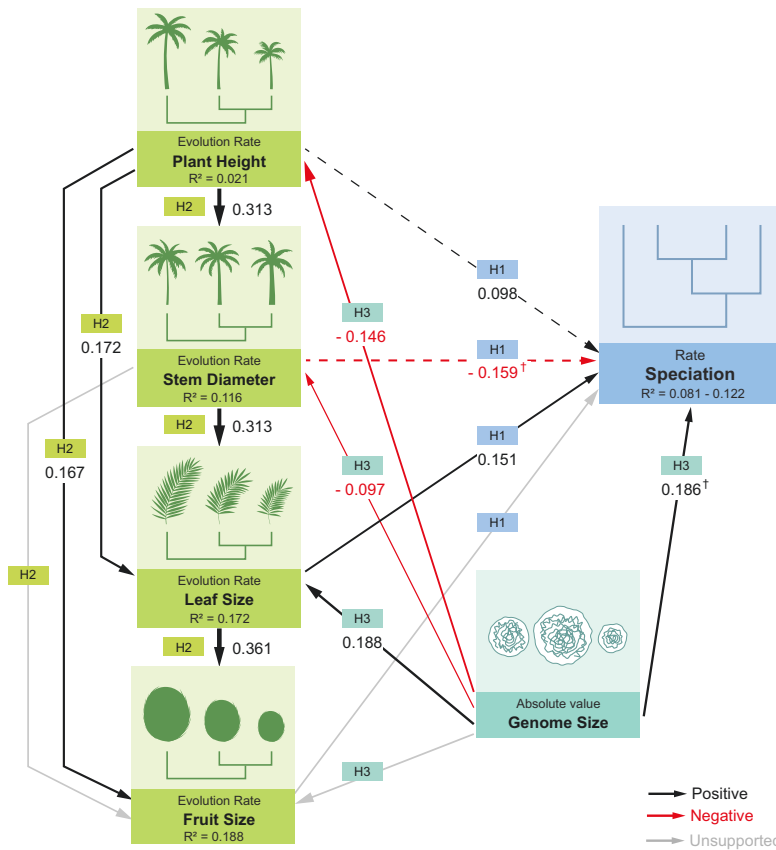 Evolution Rate
Plant Height
R² = 0.021
H2
0.313
H1
0.098
H3
- 0.146
H2
0.172
Evolution Rate
Stem Diameter
R² = 0.116
H1
- 0.159†
Rate
Speciation
R² = 0.081 - 0.122
H2
0.313
H2
0.167
H1
0.151
H3
- 0.097
H3
0.186†
H1
H2
Evolution Rate
Leaf Size
R² = 0.172
H3
0.188
H2
0.361
Absolute value
Genome Size
H3
Evolution Rate
Fruit Size
R² = 0.188
Positive
Negative
Unsupported